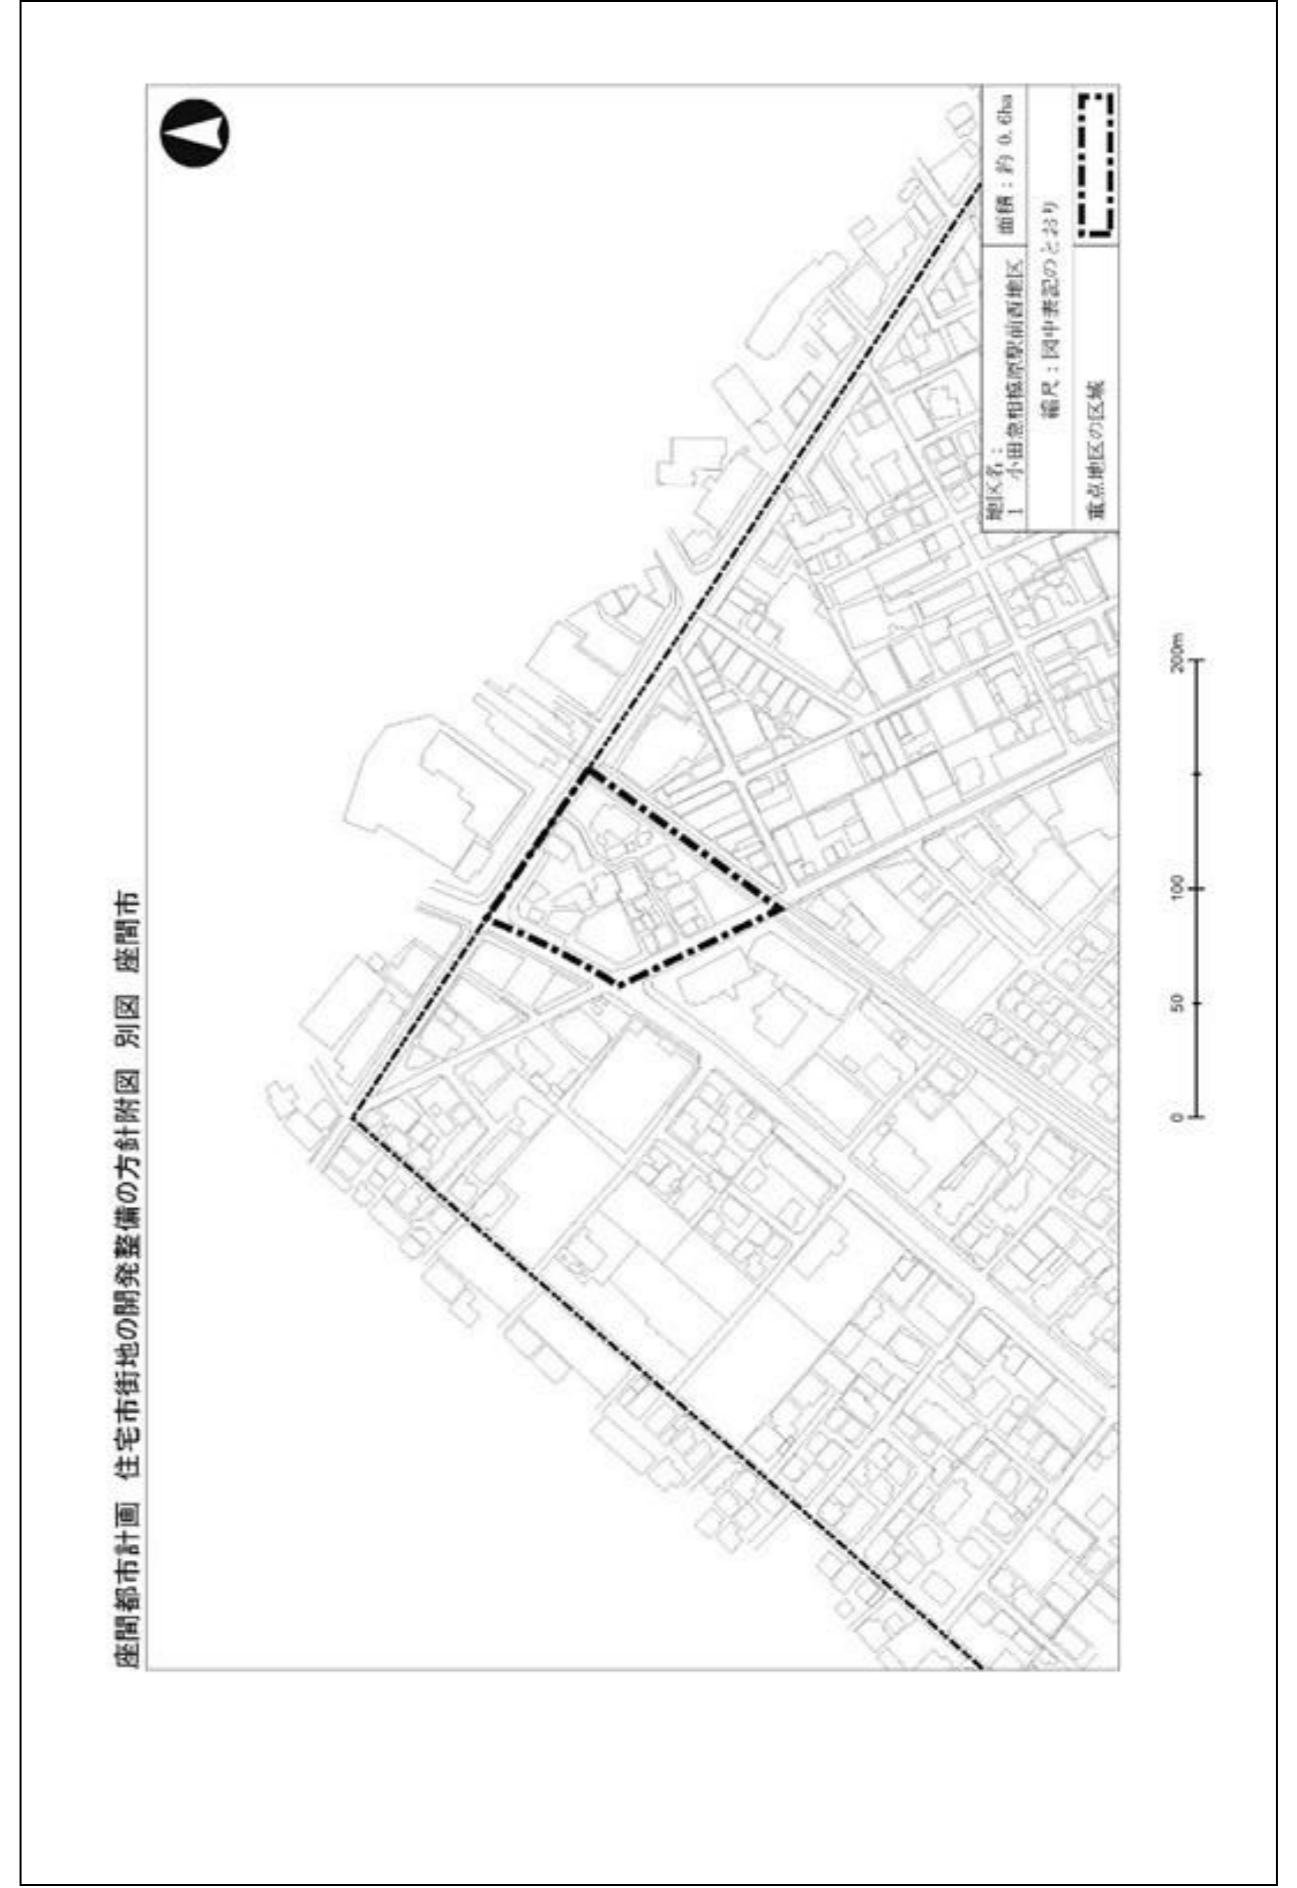 座間都市計画　住宅市街地の開発整備の方針附図　別図　座間市
地区名：
1　小田急相模原駅前西地区
面積：約 0.6ha
縮尺：図中表記のとおり
重点地区の区域
0 50 100 200m